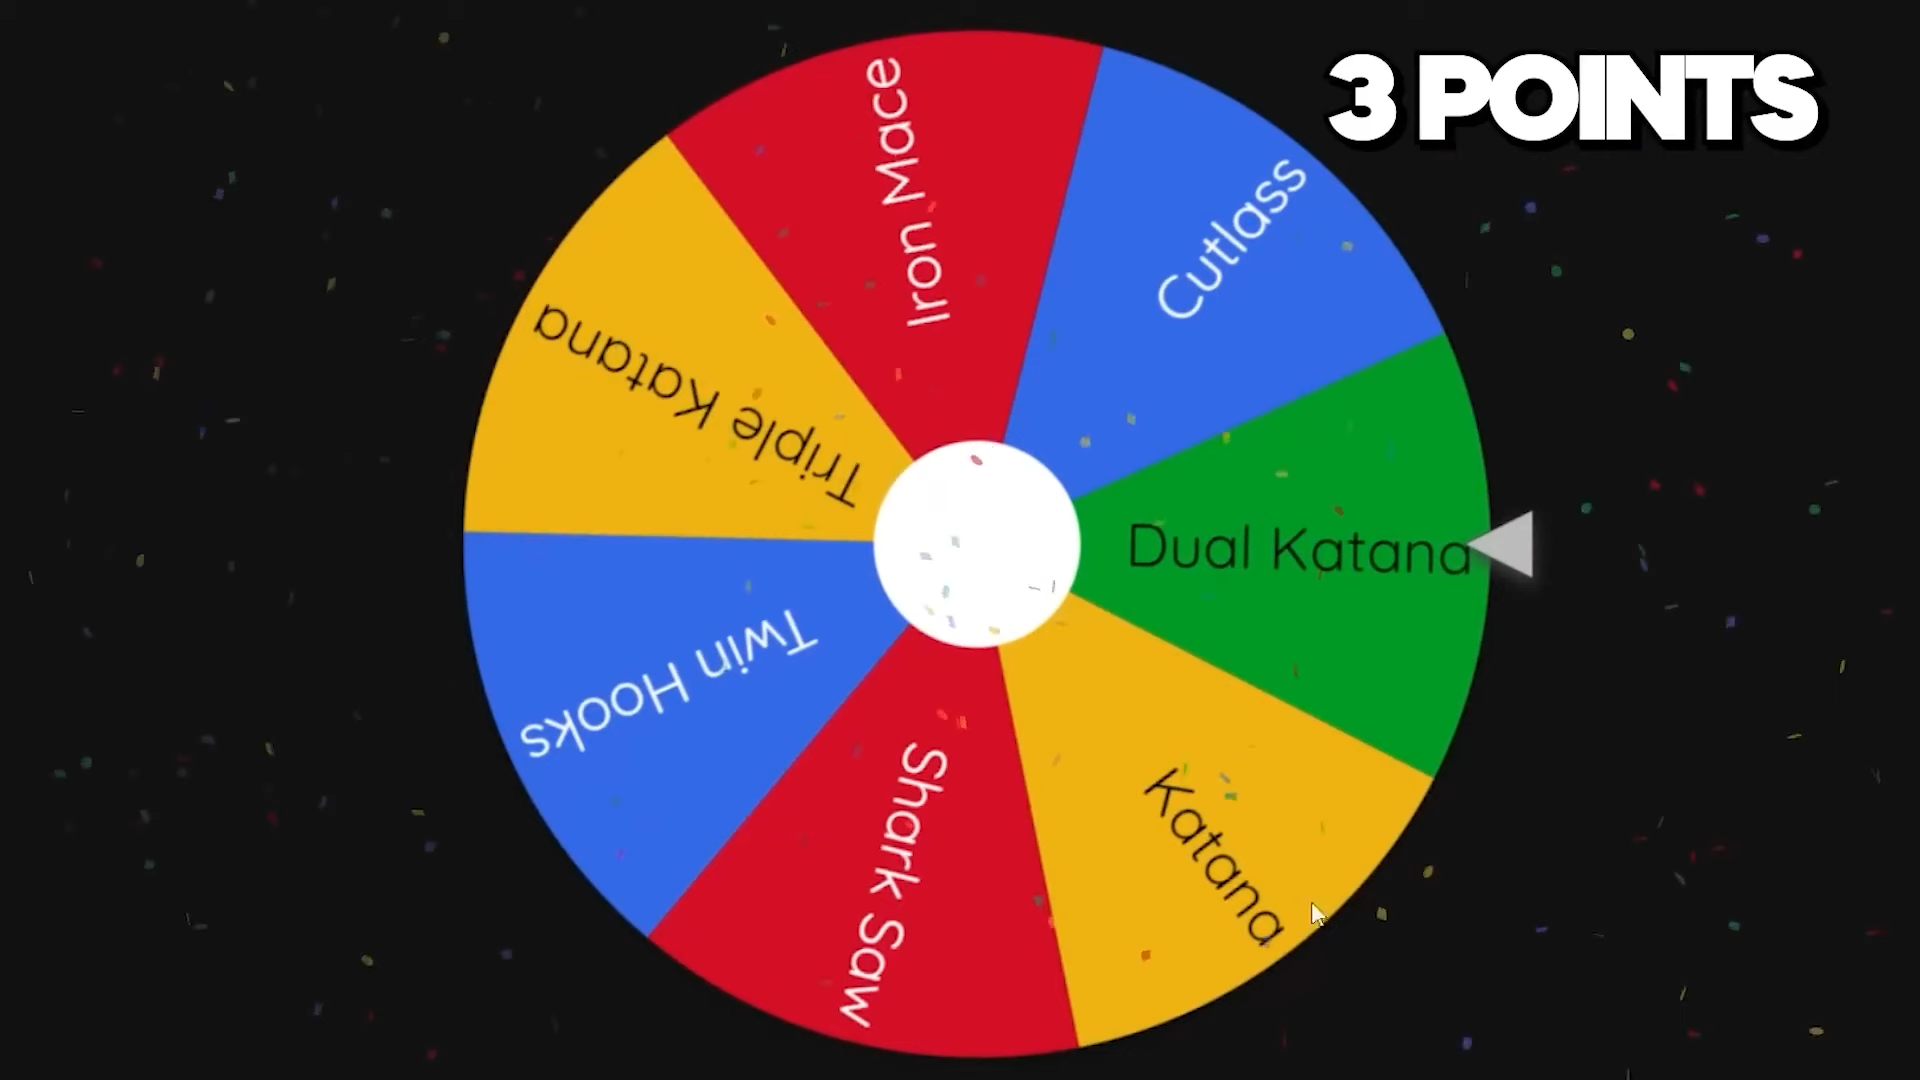 3 POINTS
Iron Mace
Cutlass
Triple Katana
Dual Katana
Twin Hooks
Shark Saw
Katana